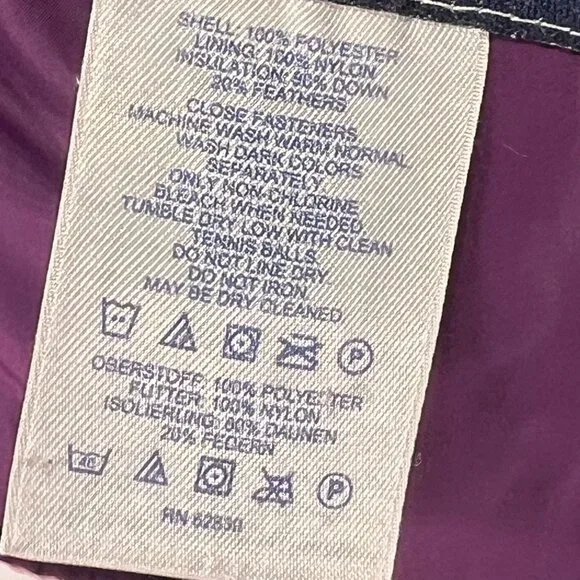 SHELL: 100% POLYESTER
LINING: 100% NYLON
INSULATION: 80% DOWN
20% FEATHERS
CLOSE FASTENERS
MACHINE WASH WARM NORMAL
WASH DARK COLORS
SEPARATELY
ONLY NON-CHLORINE
BLEACH WHEN NEEDED
TUMBLE DRY LOW WITH CLEAN
TENNIS BALLS
DO NOT LINE DRY
DO NOT IRON
MAY BE DRY CLEANED
P
OBERSTOFF: 100% POLYESTER
FUTTER: 100% NYLON
ISOLIERUNG: 80% DAUNEN
20% FEDERN
40 P
RN 62830